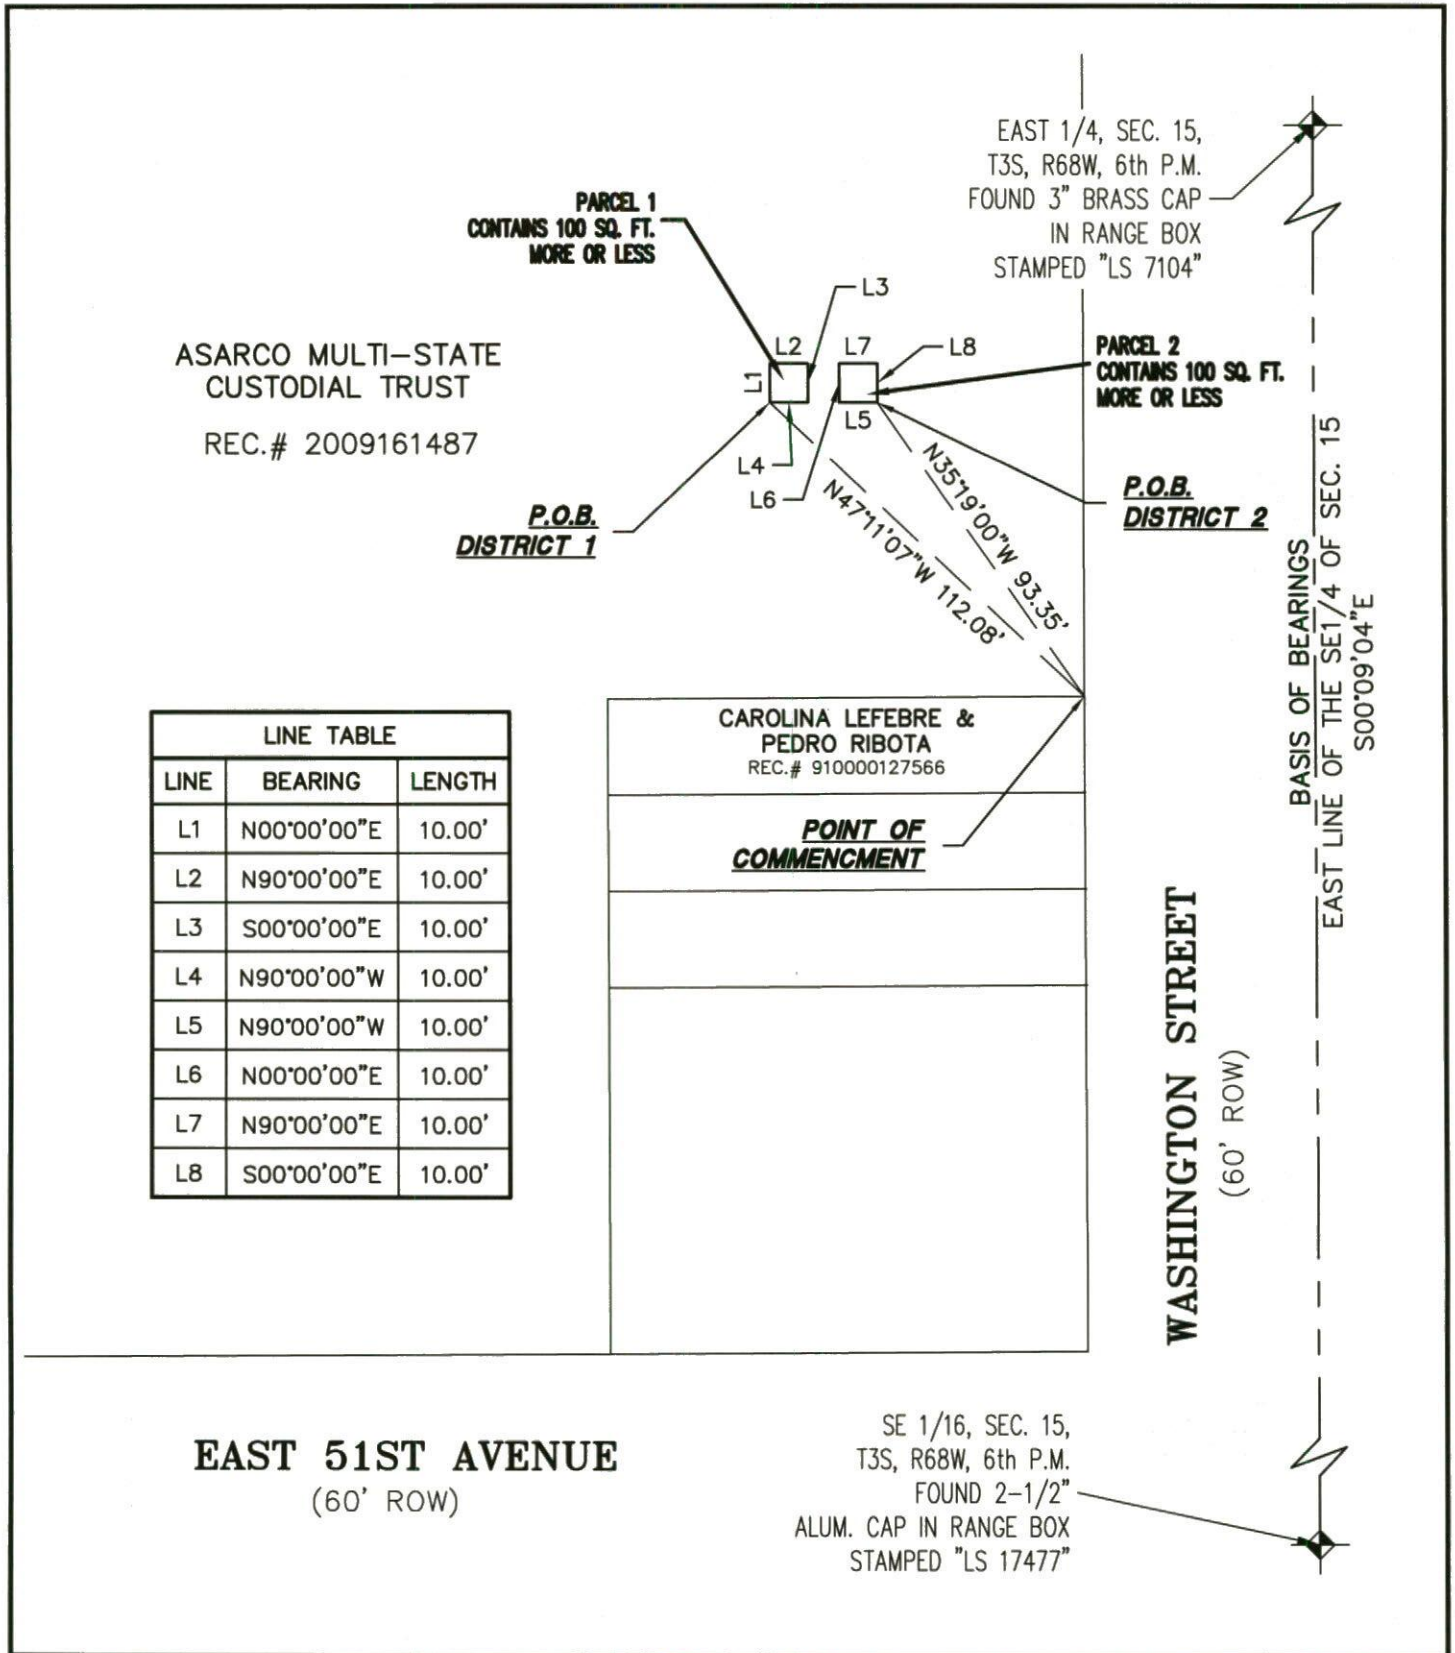 EAST 1/4, SEC. 15,
T3S, R68W, 6th P.M.
FOUND 3" BRASS CAP
IN RANGE BOX
STAMPED "LS 7104"
PARCEL 1
CONTAINS 100 SQ. FT.
MORE OR LESS
L3
ASARCO MULTI-STATE
CUSTODIAL TRUST
REC.# 2009161487
L2
L7
L8
L1
PARCEL 2
CONTAINS 100 SQ. FT.
MORE OR LESS
L5
L4
L6
P.O.B.
DISTRICT 1
N47°11'07"W 112.08'
N35°19'00"W 93.35'
P.O.B.
DISTRICT 2
BASIS OF BEARINGS
EAST LINE OF THE SE1/4 OF SEC. 15
S00°09'04"E
LINE TABLE
LINE BEARING LENGTH
L1 N00°00'00"E 10.00'
L2 N90°00'00"E 10.00'
L3 S00°00'00"E 10.00'
L4 N90°00'00"W 10.00'
L5 N90°00'00"W 10.00'
L6 N00°00'00"E 10.00'
L7 N90°00'00"E 10.00'
L8 S00°00'00"E 10.00'
CAROLINA LEFEBRE &
PEDRO RIBOTA
REC.# 910000127566
POINT OF
COMMENCMENT
WASHINGTON STREET
(60' ROW)
EAST 51ST AVENUE
(60' ROW)
SE 1/16, SEC. 15,
T3S, R68W, 6th P.M.
FOUND 2-1/2"
ALUM. CAP IN RANGE BOX
STAMPED "LS 17477"